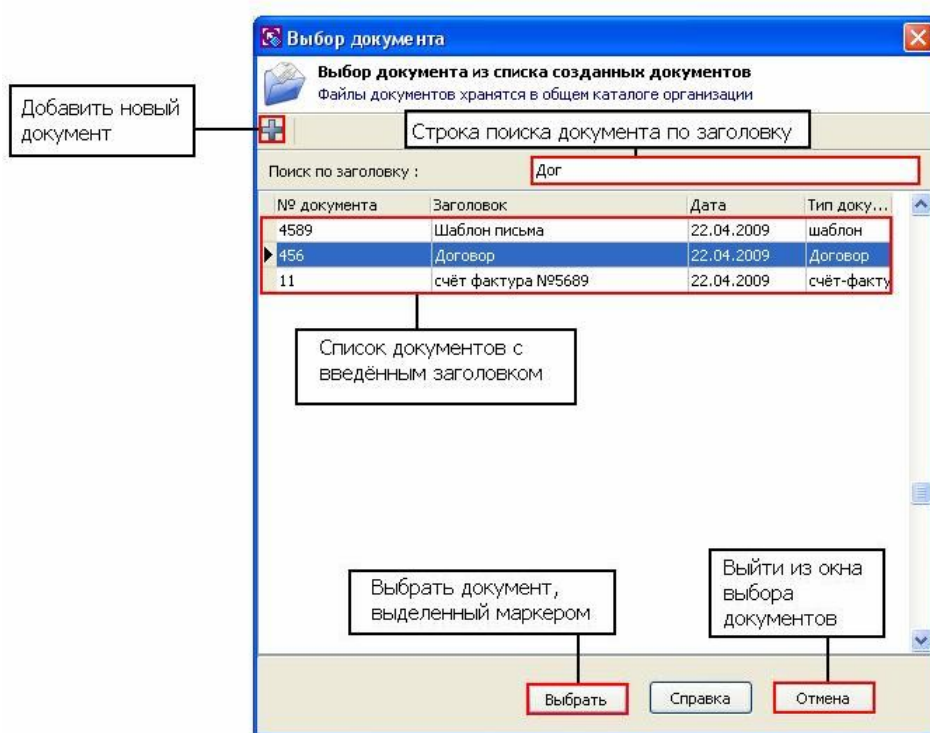 Выбор документа
Выбор документа из списка созданных документов
Файлы документов хранятся в общем каталоге организации
Добавить новый
документ
Строка поиска документа по заголовку
Поиск по заголовку :
Дог
№ документа Заголовок Дата Тип доку...
4589 Шаблон письма 22.04.2009 шаблон
456 Договор 22.04.2009 Договор
11 счёт фактура №5689 22.04.2009 счёт-факту
Список документов с
введённым заголовком
Выбрать документ,
выделенный маркером
Выйти из окна
выбора
документов
Выбрать
Справка
Отмена